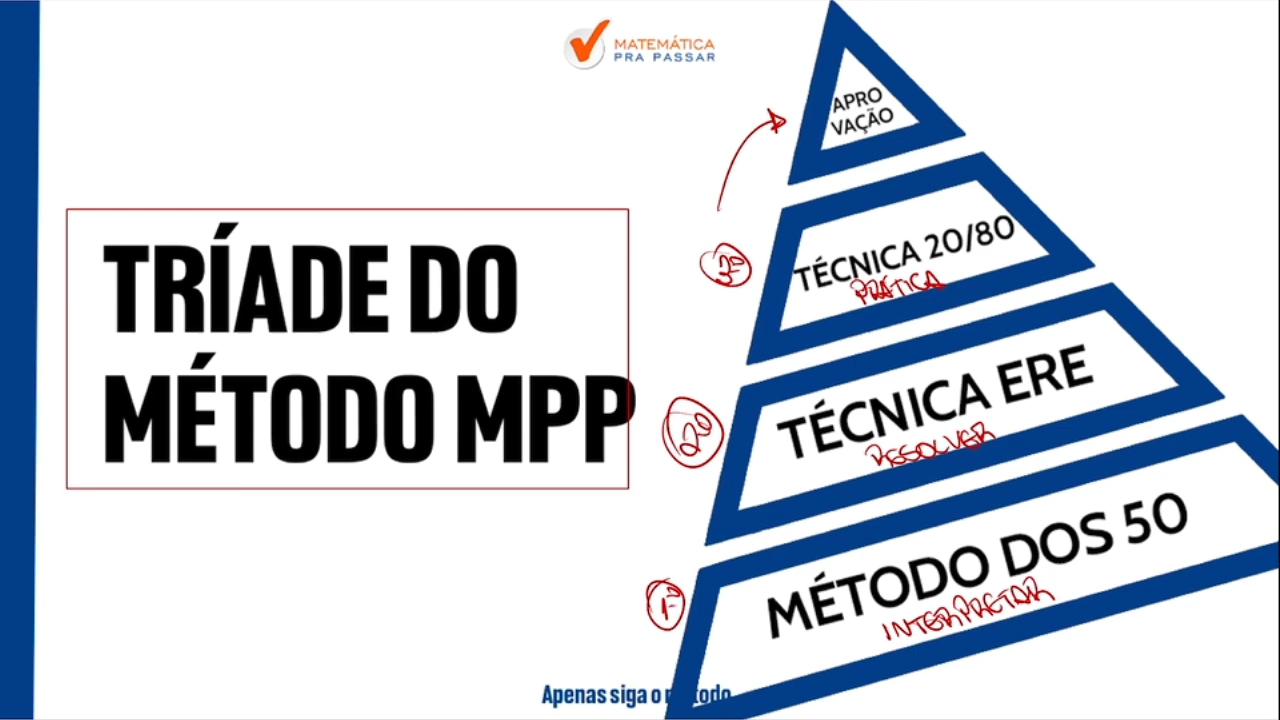 MATEMÁTICA
PRA PASSAR
TRÍADE DO
MÉTODO MPP
APRO
VAÇÃO
3º
TÉCNICA 20/80
PRÁTICA
2º
TÉCNICA ERE
RESOLVER
1º
MÉTODO DOS 50
INTERPRETAR
Apenas siga o